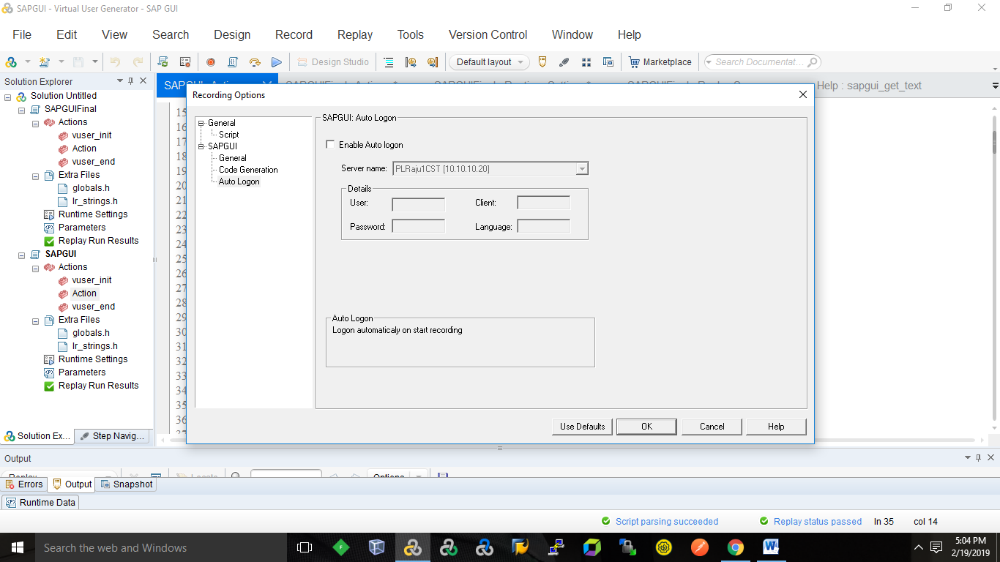 SAPGUI - Virtual User Generator - SAP GUI
File Edit View Search Design Record Replay Tools Version Control Window Help
Design Studio Default layout Marketplace Search Documentat...
Solution Explorer
Help : sapgui_get_text
Solution Untitled
SAPGUIFinal
Actions
vuser_init
Action
vuser_end
Extra Files
globals.h
lr_strings.h
Runtime Settings
Parameters
Replay Run Results
SAPGUI
Actions
vuser_init
Action
vuser_end
Extra Files
globals.h
lr_strings.h
Runtime Settings
Parameters
Replay Run Results
Solution Ex... Step Navig...
15
16
17
18
19
20
21
22
23
24
25
26
27
28
29
30
31
32
33
34
35
36
Recording Options
General
Script
SAPGUI
General
Code Generation
Auto Logon
SAPGUI: Auto Logon
Enable Auto logon
Server name: PLRaju1CST [10.10.10.20]
Details
User: Client:
Password: Language:
Auto Logon
Logon automaticaly on start recording
Use Defaults OK Cancel Help
Output
Replay Locate Options
Errors Output Snapshot
Runtime Data
Script parsing succeeded Replay status passed ln 35 col 14
Search the web and Windows
5:04 PM
2/19/2019